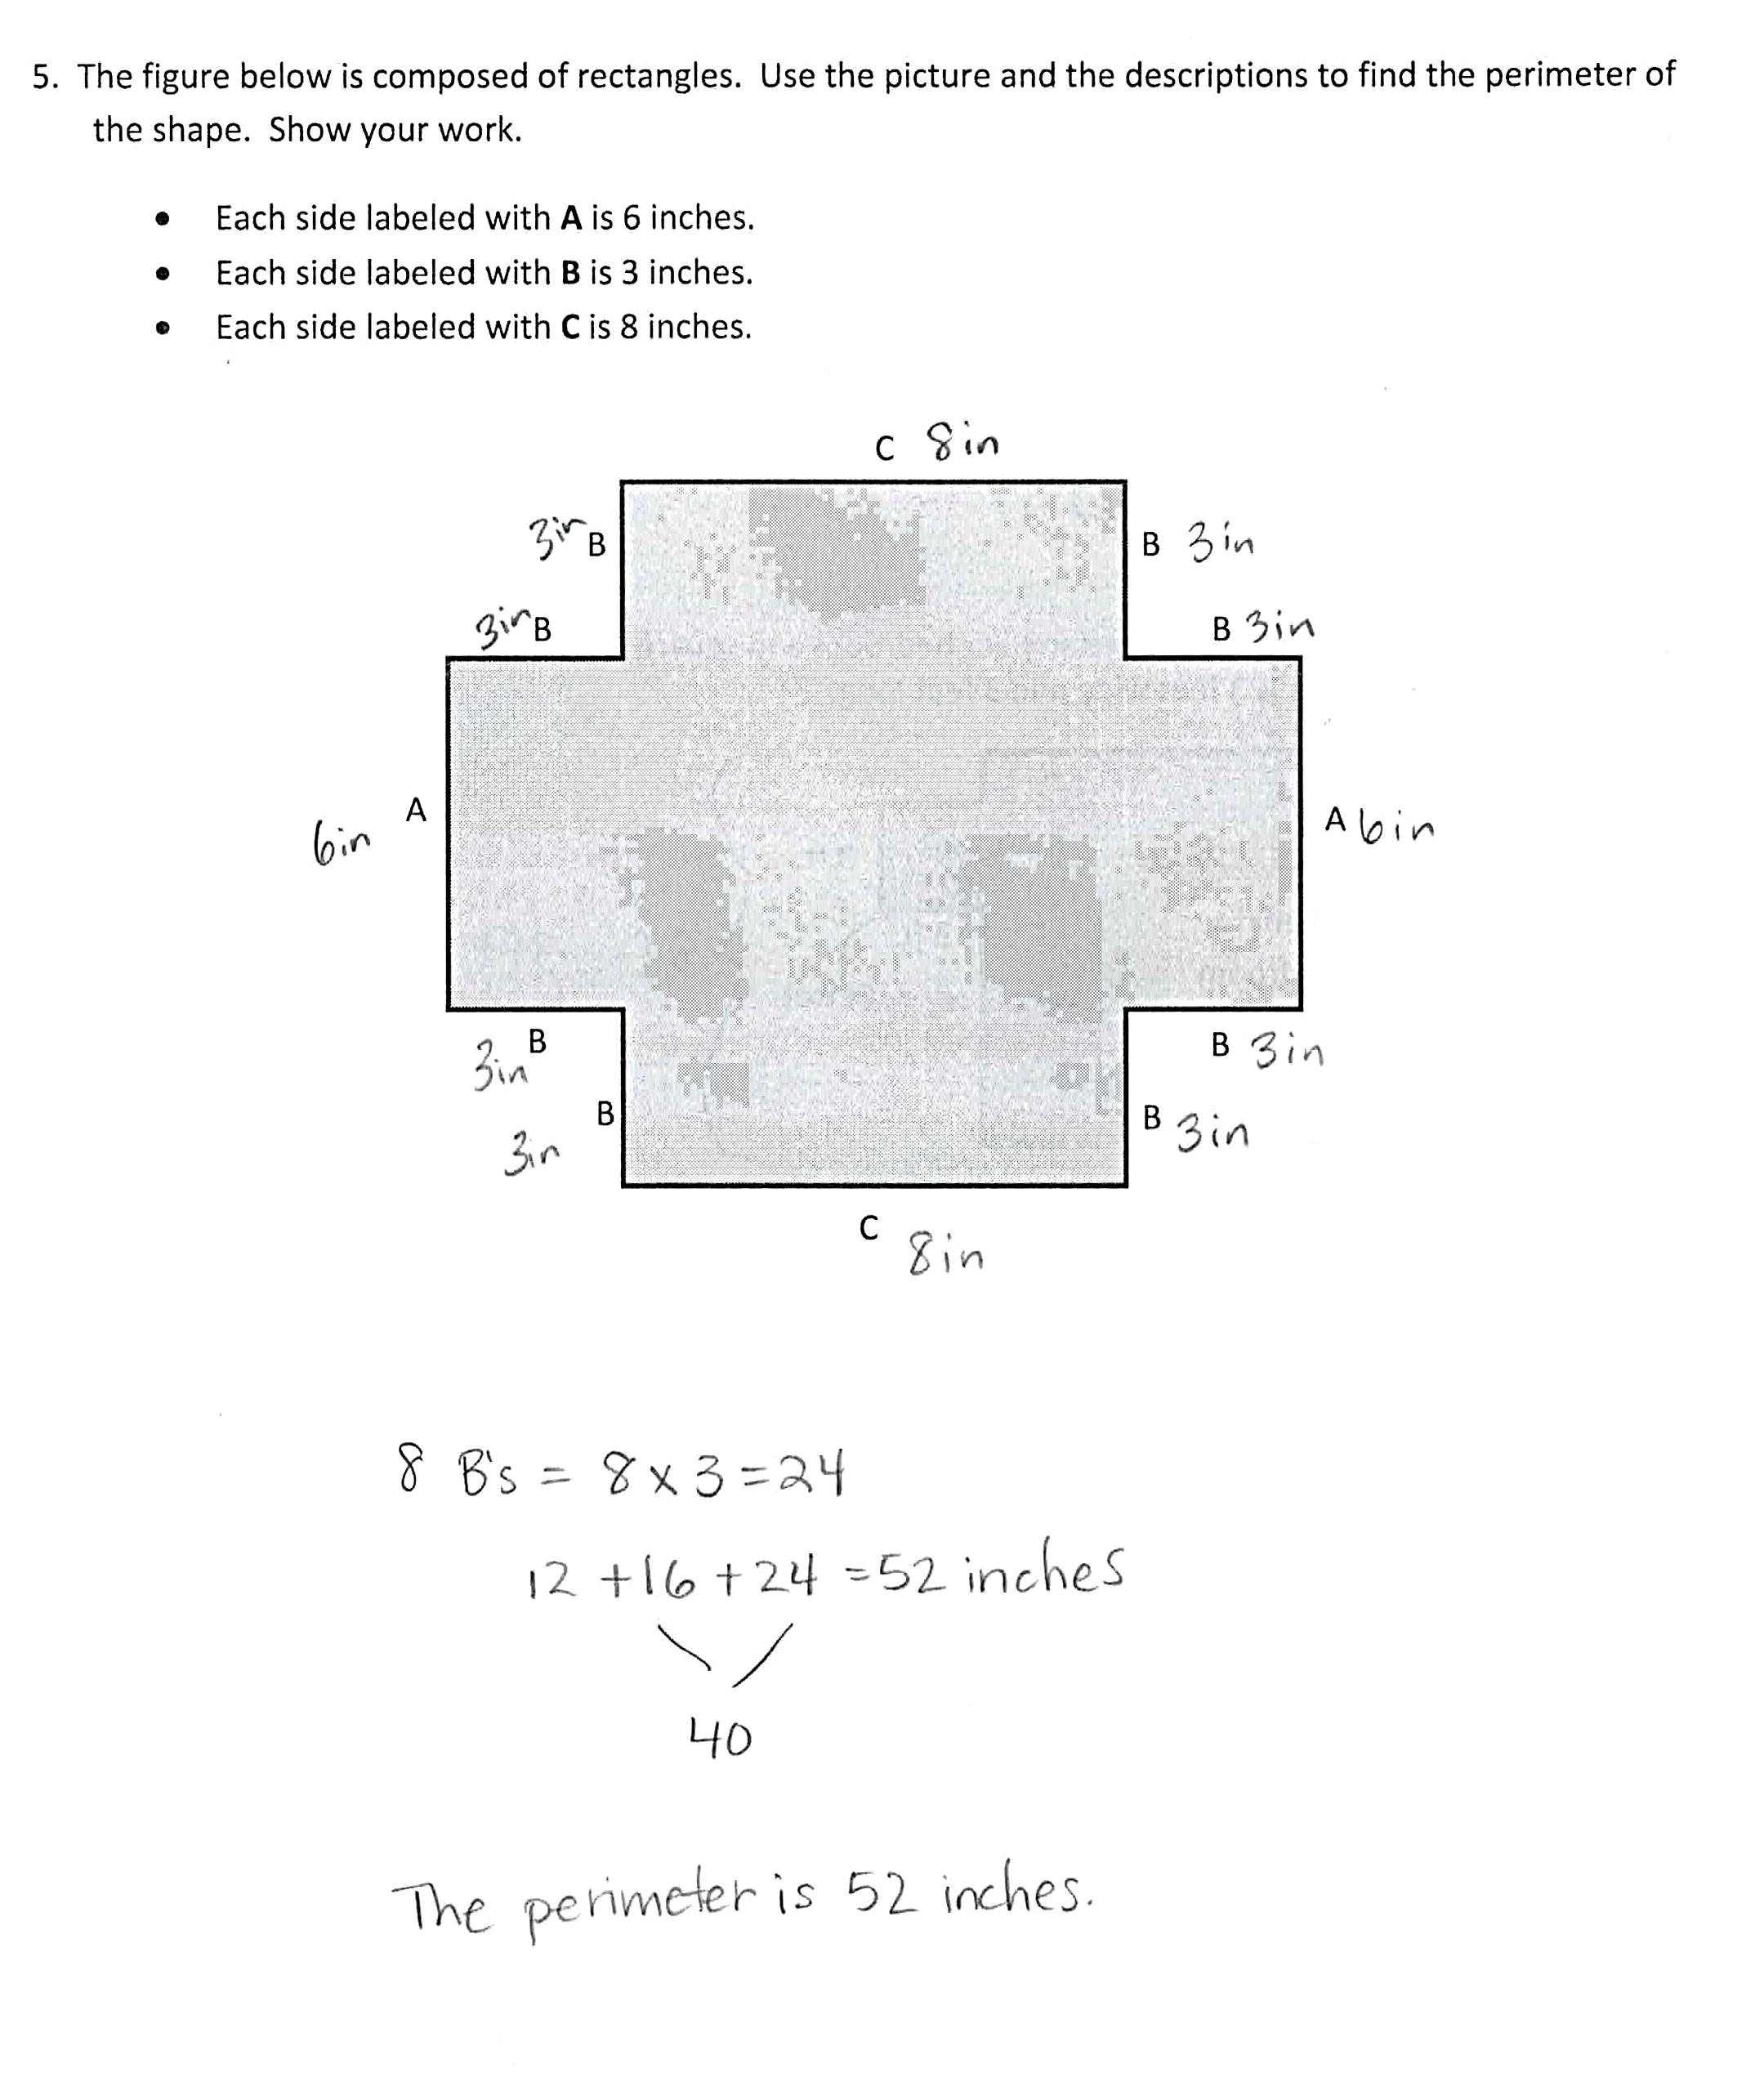 5. The figure below is composed of rectangles. Use the picture and the descriptions to find the perimeter of
the shape. Show your work.
• Each side labeled with A is 6 inches.
• Each side labeled with B is 3 inches.
• Each side labeled with C is 8 inches.
C 8in
3in B
B 3in
3in B
B 3in
6in A
A 6in
B
3in
B 3in
B
3in
B 3in
C 8in
8 B's = 8 x 3 = 24
12 + 16 + 24 = 52 inches
40
The perimeter is 52 inches.